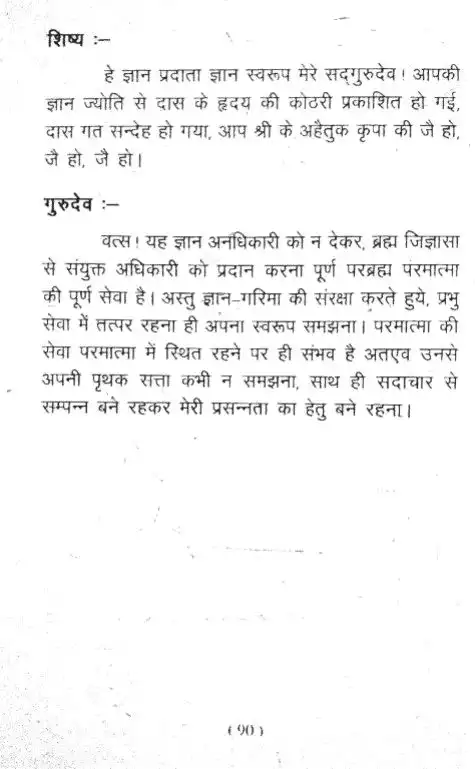 शिष्य :–
हे ज्ञान प्रदाता ज्ञान स्वरूप मेरे सद्गुरुदेव! आपकी
ज्ञान ज्योति से दास के हृदय की कोठरी प्रकाशित हो गई,
दास गत सन्देह हो गया, आप श्री के अहैतुक कृपा की जै हो,
जै हो, जै हो।
गुरुदेव :–
वत्स! यह ज्ञान अनधिकारी को न देकर, ब्रह्म जिज्ञासा
से संयुक्त अधिकारी को प्रदान करना पूर्ण परब्रह्म परमात्मा
की पूर्ण सेवा है। अस्तु ज्ञान–गरिमा की संरक्षा करते हुये, प्रभु
सेवा में तत्पर रहना ही अपना स्वरूप समझना। परमात्मा की
सेवा परमात्मा में स्थित रहने पर ही संभव है अतएव उनसे
अपनी पृथक सत्ता कभी न समझना, साथ ही सदाचार से
सम्पन्न बने रहकर मेरी प्रसन्नता का हेतु बने रहना।
(90)